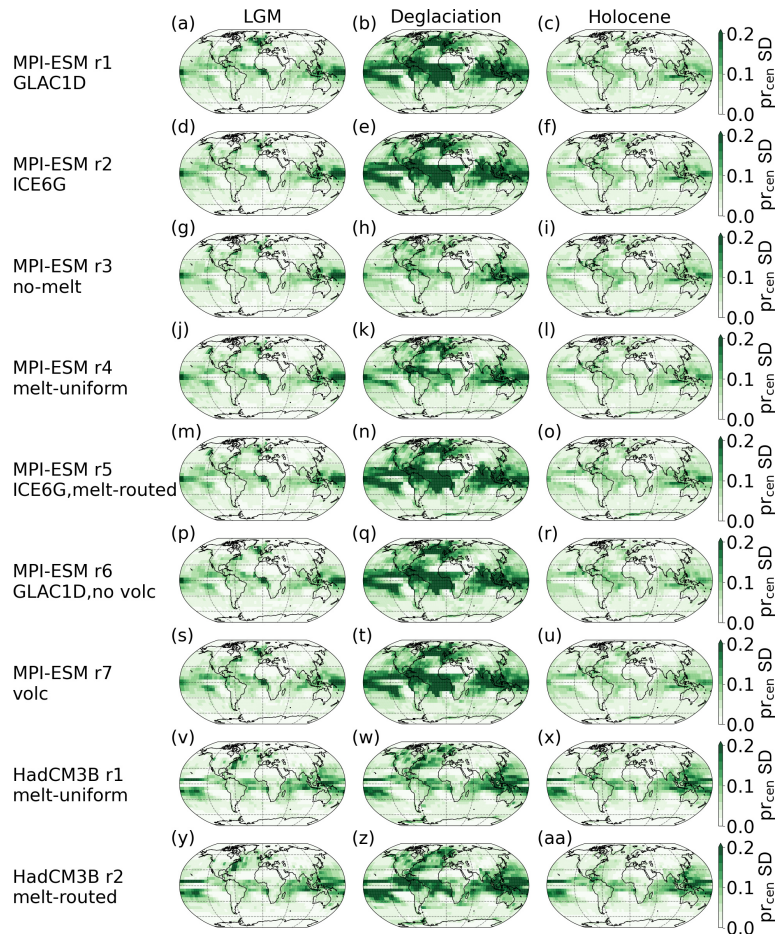 LGM Deglaciation Holocene
(a) (b) (c)
MPI-ESM r1
GLAC1D
0.2
0.1
0.0
pr_cen SD
(d) (e) (f)
MPI-ESM r2
ICE6G
0.2
0.1
0.0
pr_cen SD
(g) (h) (i)
MPI-ESM r3
no-melt
0.2
0.1
0.0
pr_cen SD
(j) (k) (l)
MPI-ESM r4
melt-uniform
0.2
0.1
0.0
pr_cen SD
(m) (n) (o)
MPI-ESM r5
ICE6G,melt-routed
0.2
0.1
0.0
pr_cen SD
(p) (q) (r)
MPI-ESM r6
GLAC1D,no volc
0.2
0.1
0.0
pr_cen SD
(s) (t) (u)
MPI-ESM r7
volc
0.2
0.1
0.0
pr_cen SD
(v) (w) (x)
HadCM3B r1
melt-uniform
0.2
0.1
0.0
pr_cen SD
(y) (z) (aa)
HadCM3B r2
melt-routed
0.2
0.1
0.0
pr_cen SD